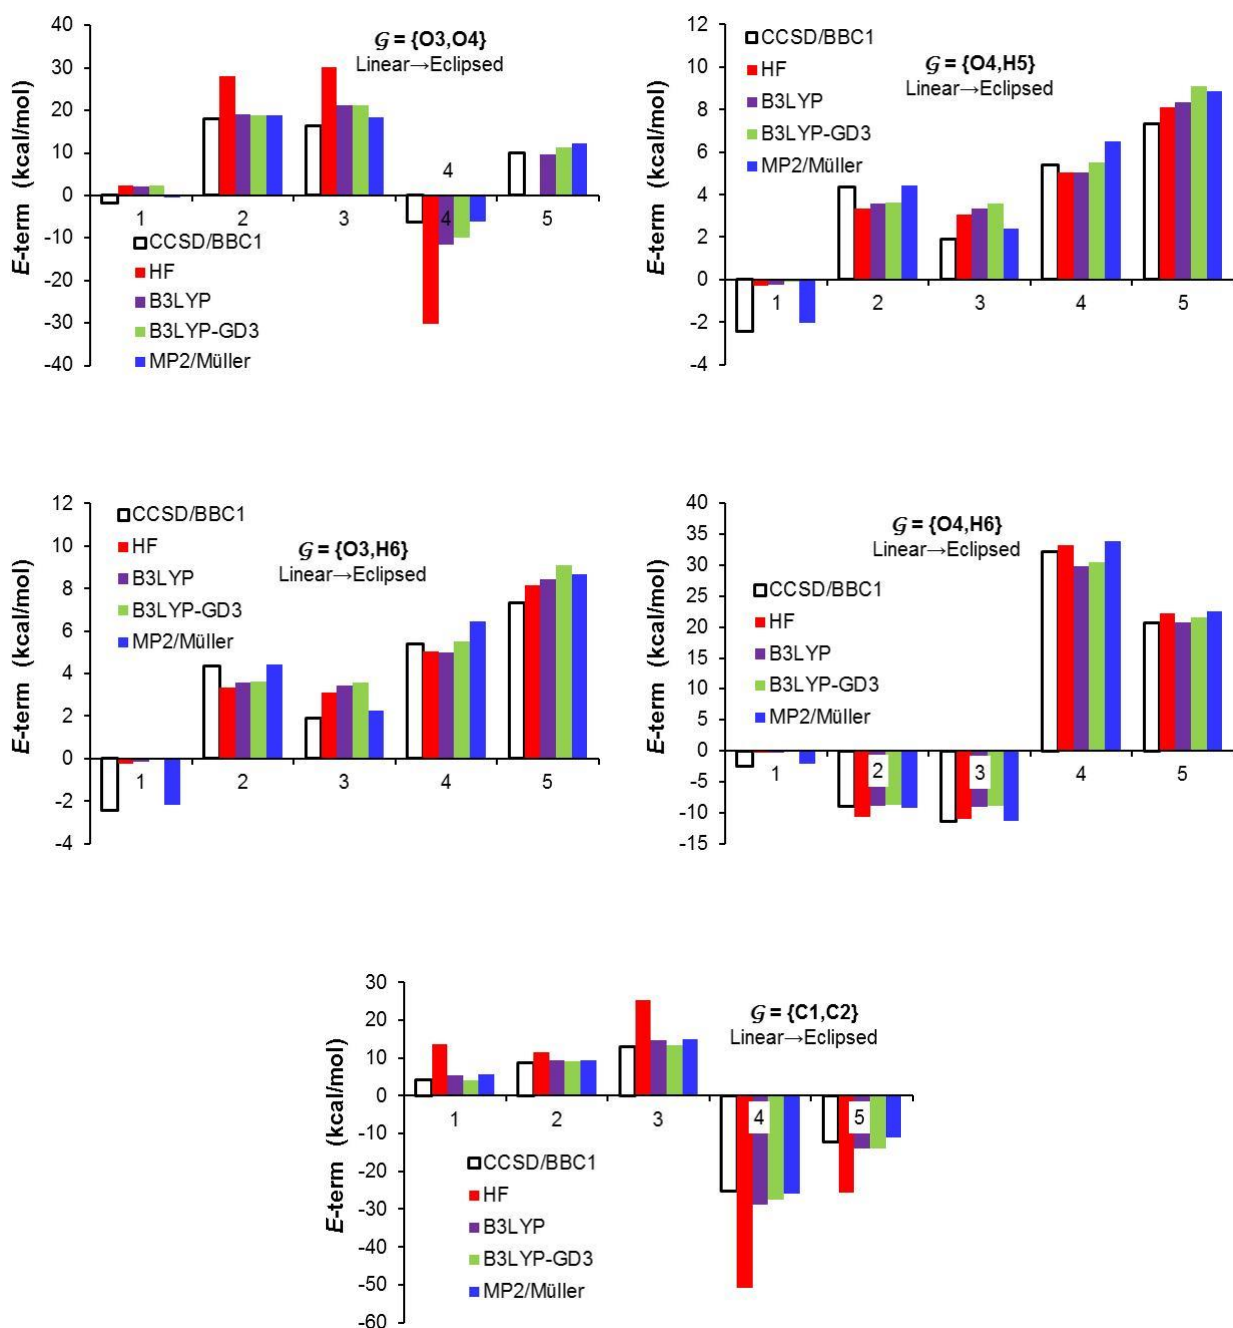 E-term (kcal/mol)
40
30
20
10
0
-10
-20
-30
-40
𝒢 = {O3,O4}
Linear→Eclipsed
1
2
3
4
4
5
CCSD/BBC1
HF
B3LYP
B3LYP-GD3
MP2/Müller
E-term (kcal/mol)
12
10
8
6
4
2
0
-2
-4
CCSD/BBC1
HF
B3LYP
B3LYP-GD3
MP2/Müller
𝒢 = {O4,H5}
Linear→Eclipsed
1
2
3
4
5
E-term (kcal/mol)
12
10
8
6
4
2
0
-2
-4
CCSD/BBC1
HF
B3LYP
B3LYP-GD3
MP2/Müller
𝒢 = {O3,H6}
Linear→Eclipsed
1
2
3
4
5
E-term (kcal/mol)
40
35
30
25
20
15
10
5
0
-5
-10
-15
𝒢 = {O4,H6}
Linear→Eclipsed
CCSD/BBC1
HF
B3LYP
B3LYP-GD3
MP2/Müller
1
2
3
4
5
E-term (kcal/mol)
30
20
10
0
-10
-20
-30
-40
-50
-60
𝒢 = {C1,C2}
Linear→Eclipsed
1
2
3
4
5
CCSD/BBC1
HF
B3LYP
B3LYP-GD3
MP2/Müller